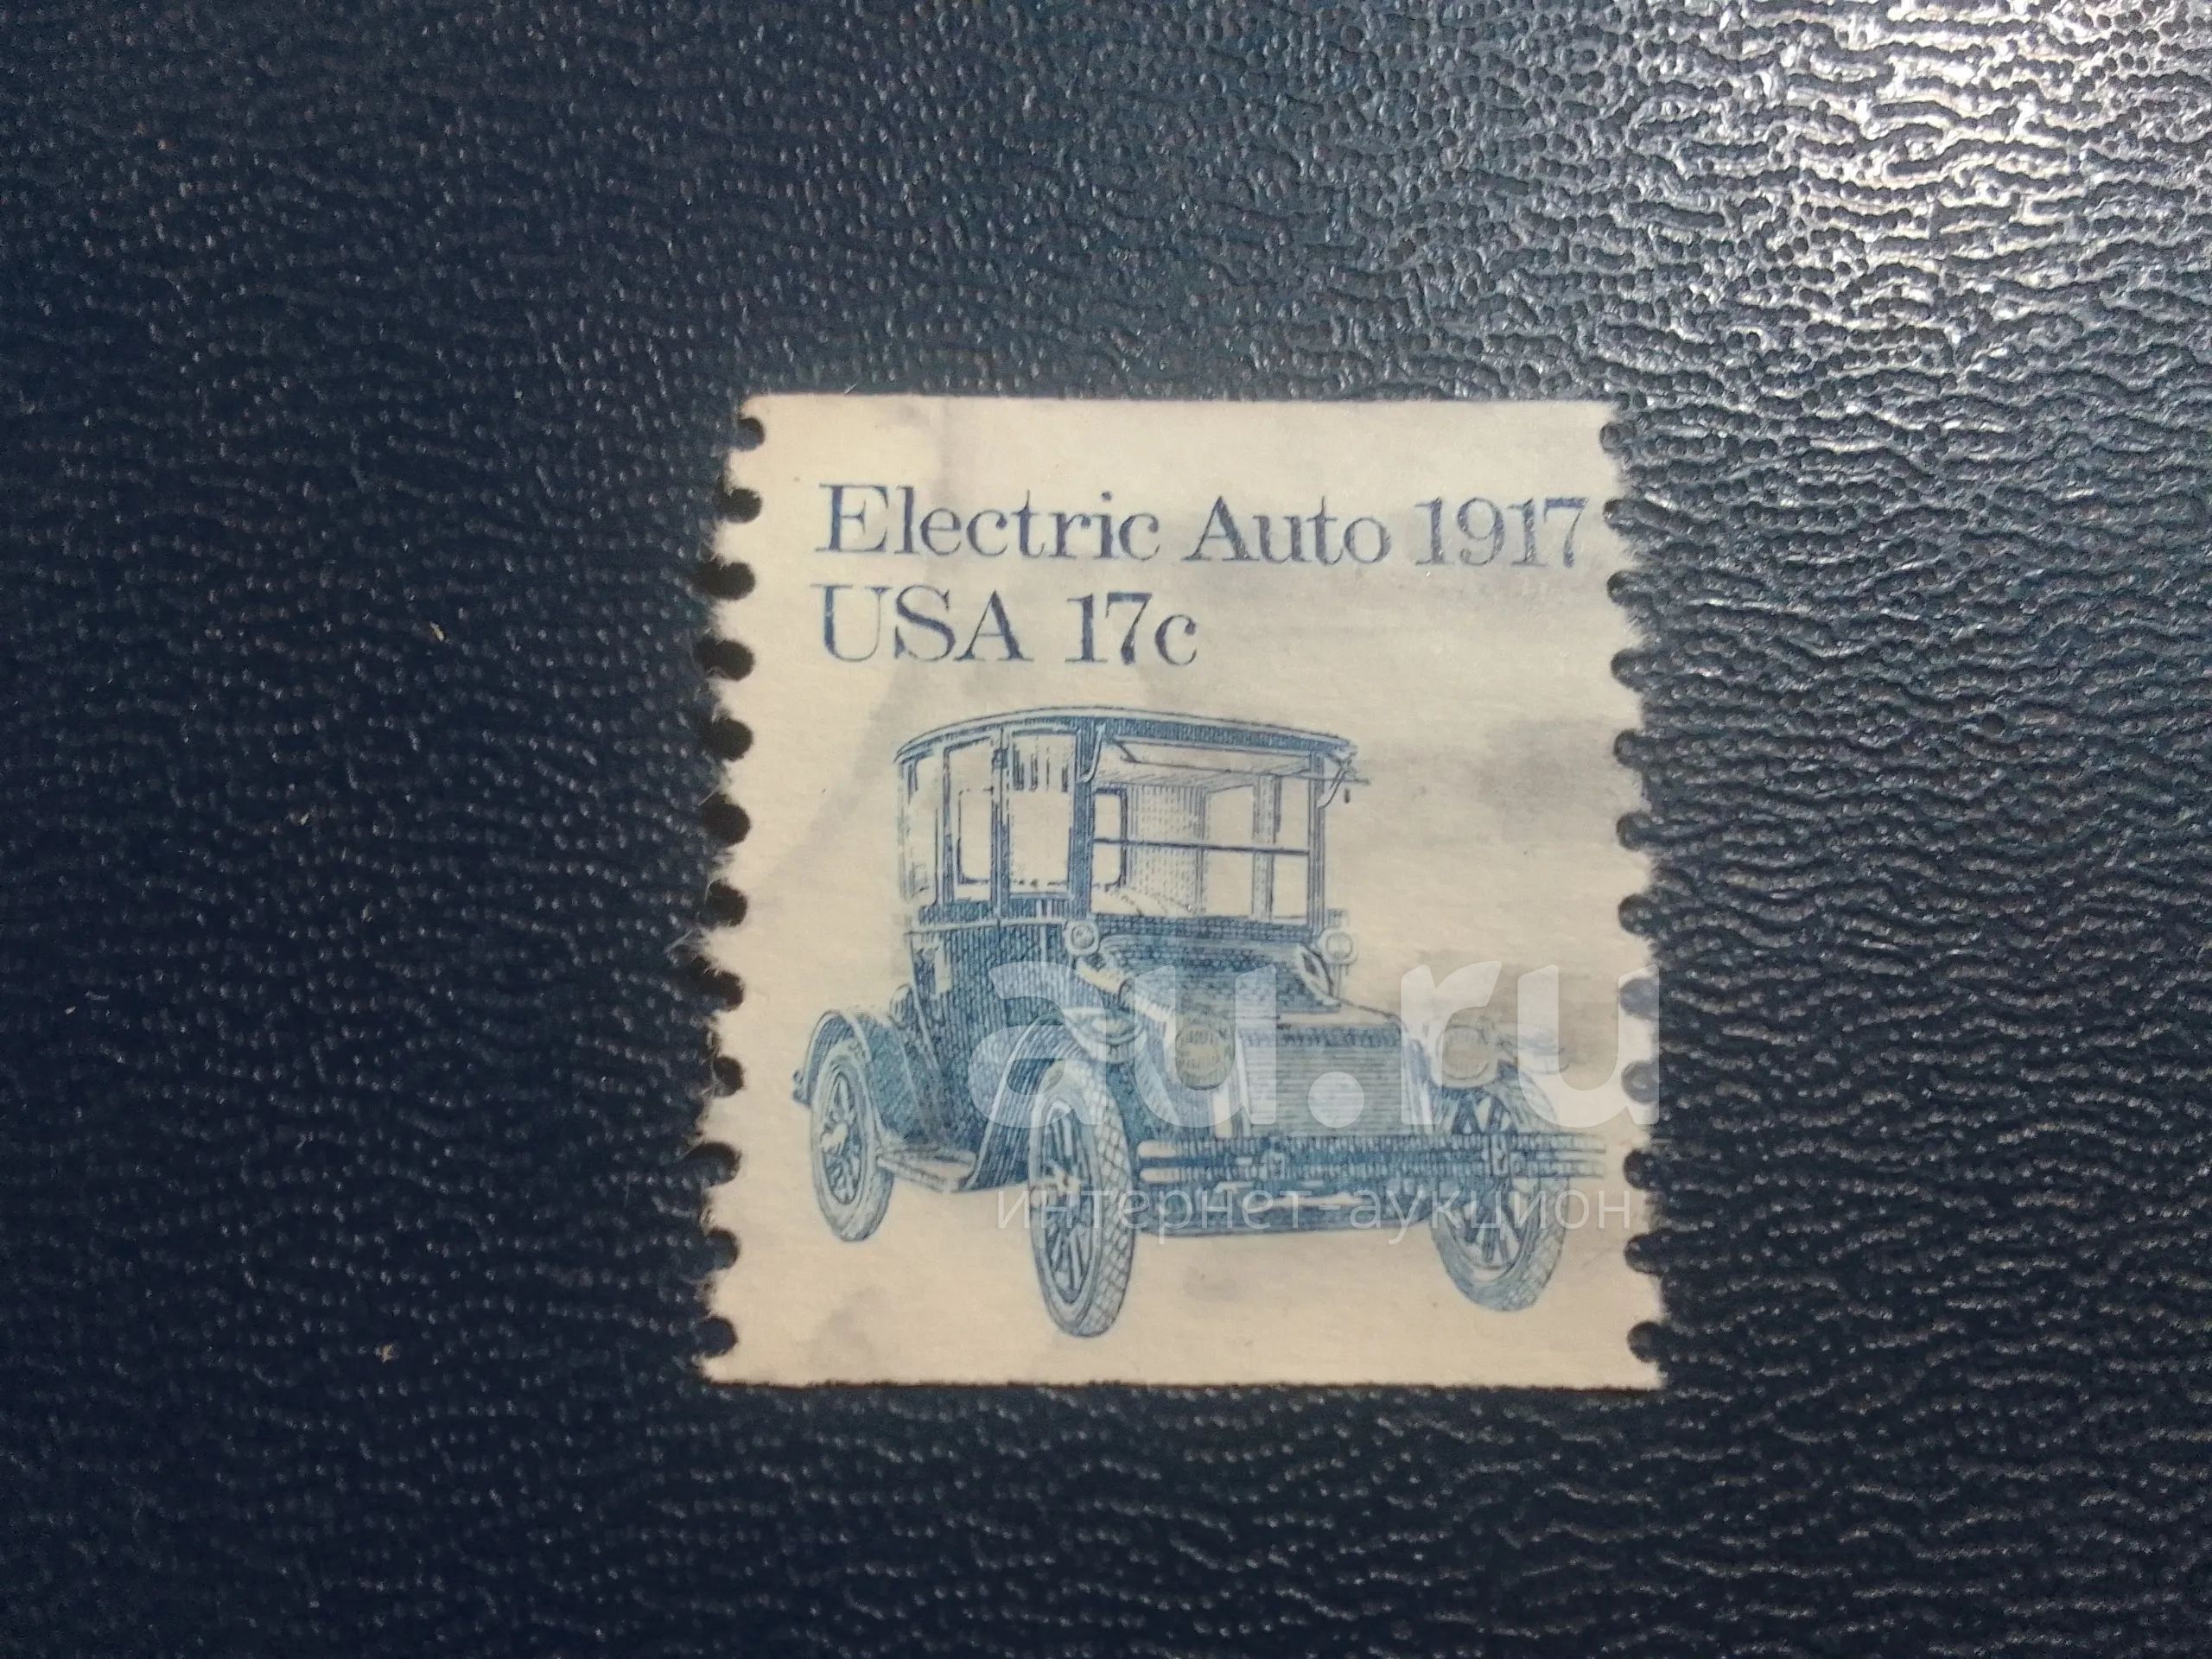 Electric Auto 1917
USA 17c
au.ru
интернет аукцион